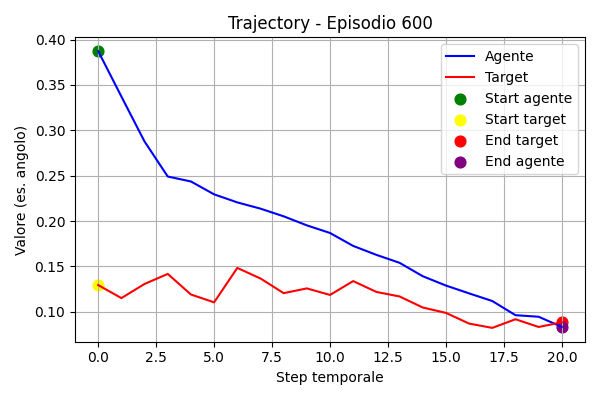 Trajectory - Episodio 600
Valore (es. angolo)
0.40
0.35
0.30
0.25
0.20
0.15
0.10
Agente
Target
Start agente
Start target
End target
End agente
0.0 2.5 5.0 7.5 10.0 12.5 15.0 17.5 20.0
Step temporale